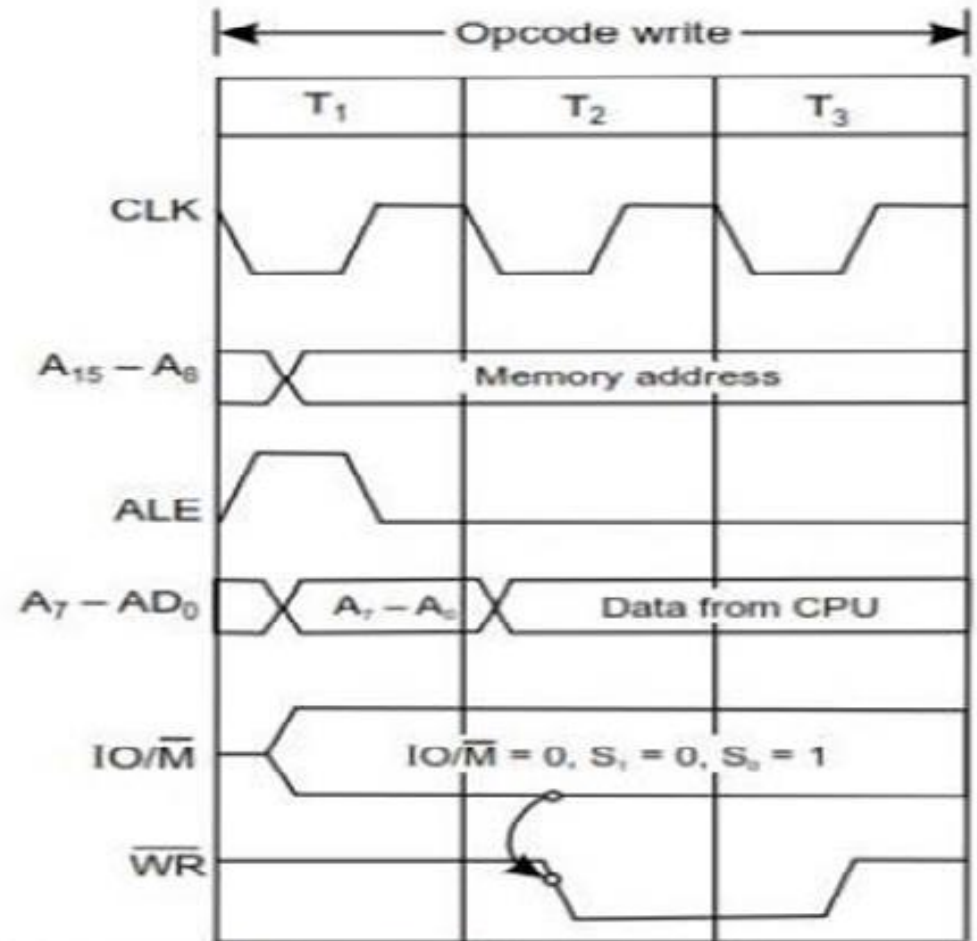 Opcode write
T₁ T₂ T₃
CLK
A₁₅ – A₈ Memory address
ALE
A₇ – AD₀ A₇ – A₀ Data from CPU
IO/M̅ IO/M̅ = 0, S₁ = 0, S₀ = 1
W̅R̅